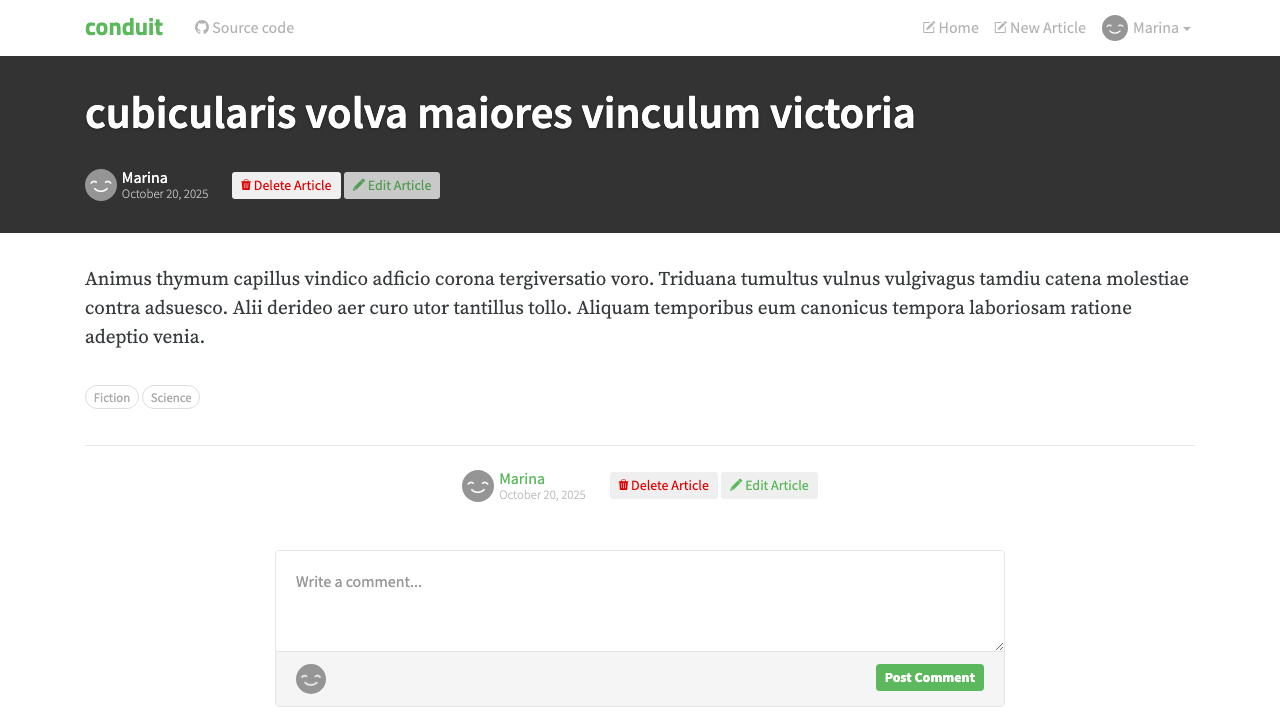 conduit Source code Home New Article Marina
cubicularis volva maiores vinculum victoria
Marina
October 20, 2025
Delete Article Edit Article
Animus thymum capillus vindico adficio corona tergiversatio voro. Triduana tumultus vulnus vulgivagus tamdiu catena molestiae
contra adsuesco. Alii derideo aer curo utor tantillus tollo. Aliquam temporibus eum canonicus tempora laboriosam ratione
adeptio venia.
Fiction Science
Marina
October 20, 2025
Delete Article Edit Article
Write a comment...
Post Comment